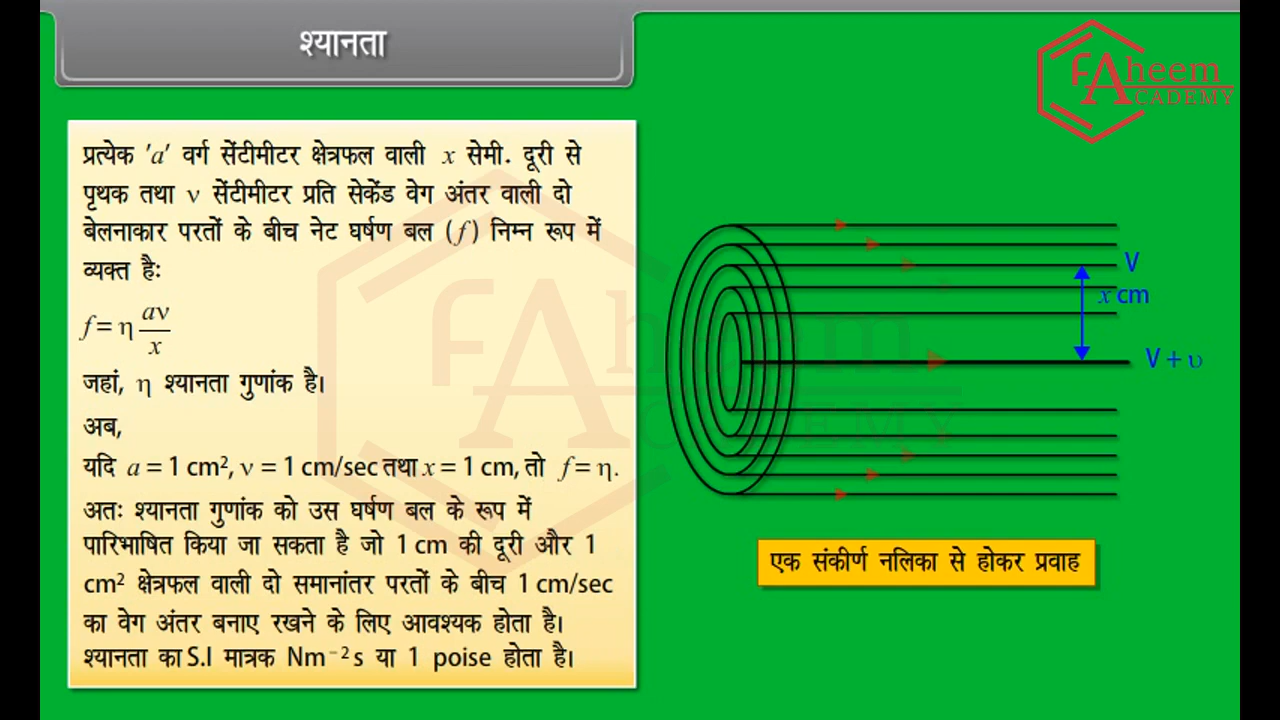 श्यानता
fAheem
ACADEMY
प्रत्येक 'a' वर्ग सेंटीमीटर क्षेत्रफल वाली x सेमी. दूरी से
पृथक तथा ν सेंटीमीटर प्रति सेकेंड वेग अंतर वाली दो
बेलनाकार परतों के बीच नेट घर्षण बल (f) निम्न रूप में
व्यक्त है:
f = η aν/x
जहां, η श्यानता गुणांक है।
अब,
यदि a = 1 cm², ν = 1 cm/sec तथा x = 1 cm, तो f = η.
अतः श्यानता गुणांक को उस घर्षण बल के रूप में
पारिभाषित किया जा सकता है जो 1 cm की दूरी और 1
cm² क्षेत्रफल वाली दो समानांतर परतों के बीच 1 cm/sec
का वेग अंतर बनाए रखने के लिए आवश्यक होता है।
श्यानता का S.I मात्रक Nm⁻²s या 1 poise होता है।
V
x cm
V + υ
एक संकीर्ण नलिका से होकर प्रवाह
fAheem
ACADEMY